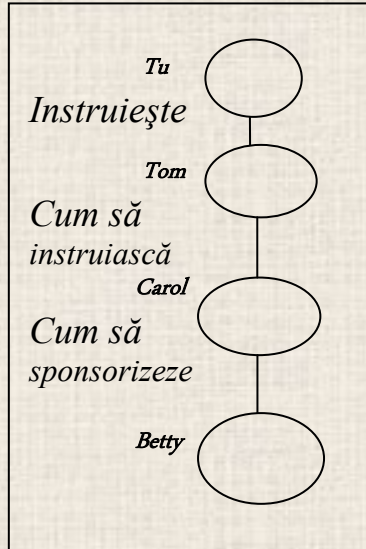 Tu
Instruieşte
Tom
Cum să
instruiască
Carol
Cum să
sponsorizeze
Betty